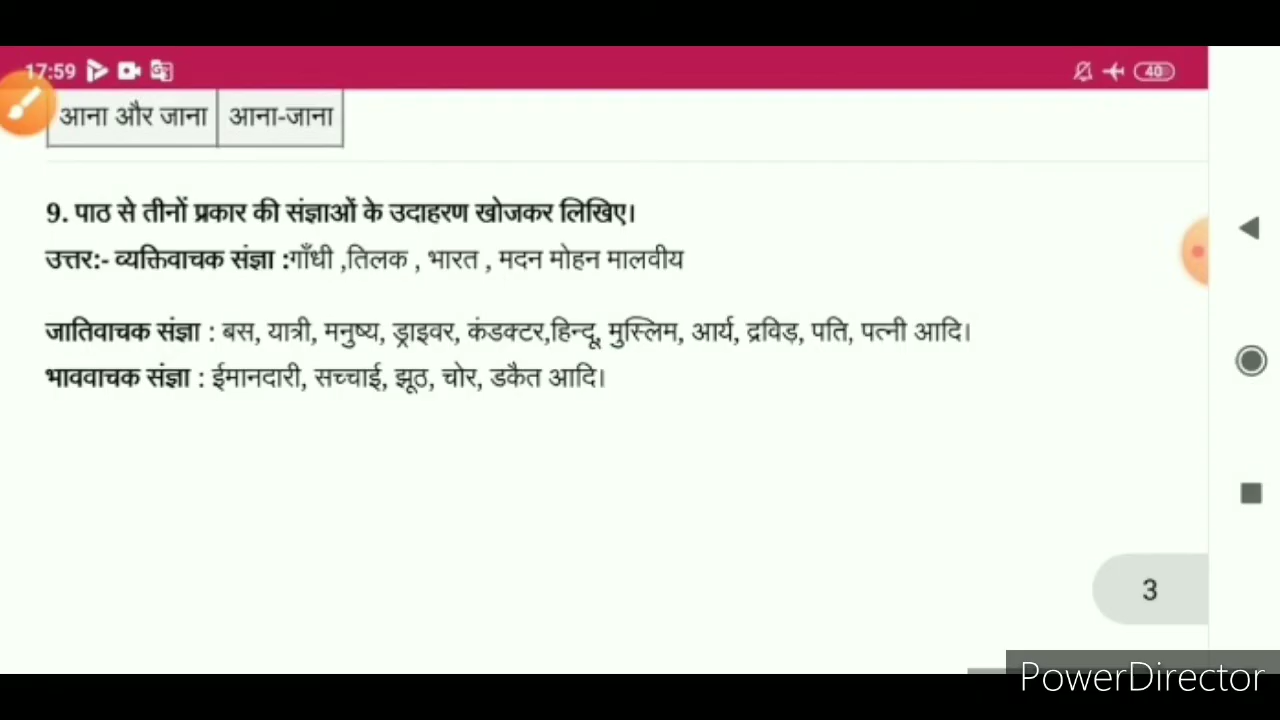 17:59
40
आना और जाना आना-जाना
9. पाठ से तीनों प्रकार की संज्ञाओं के उदाहरण खोजकर लिखिए।
उत्तर:- व्यक्तिवाचक संज्ञा :गाँधी ,तिलक , भारत , मदन मोहन मालवीय
जातिवाचक संज्ञा : बस, यात्री, मनुष्य, ड्राइवर, कंडक्टर,हिन्दू, मुस्लिम, आर्य, द्रविड़, पति, पत्नी आदि।
भाववाचक संज्ञा : ईमानदारी, सच्चाई, झूठ, चोर, डकैत आदि।
3
PowerDirector